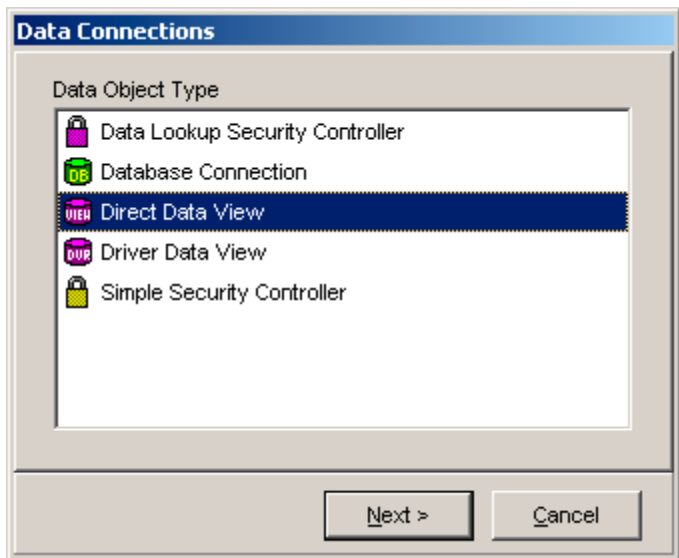 Data Connections
Data Object Type
Data Lookup Security Controller
DB Database Connection
VIEW Direct Data View
DVR Driver Data View
Simple Security Controller
Next > Cancel